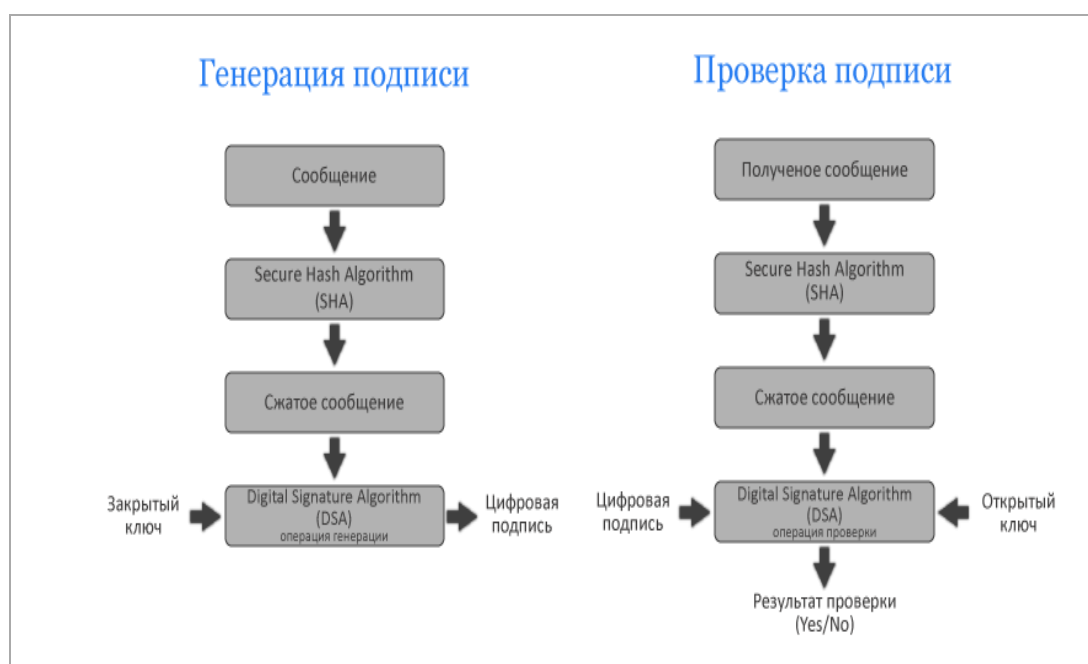 Генерация подписи
Сообщение
Secure Hash Algorithm
(SHA)
Сжатое сообщение
Закрытый
ключ
Digital Signature Algorithm
(DSA)
операция генерации
Цифровая
подпись
Проверка подписи
Полученое сообщение
Secure Hash Algorithm
(SHA)
Сжатое сообщение
Цифровая
подпись
Digital Signature Algorithm
(DSA)
операция проверки
Открытый
ключ
Результат проверки
(Yes/No)